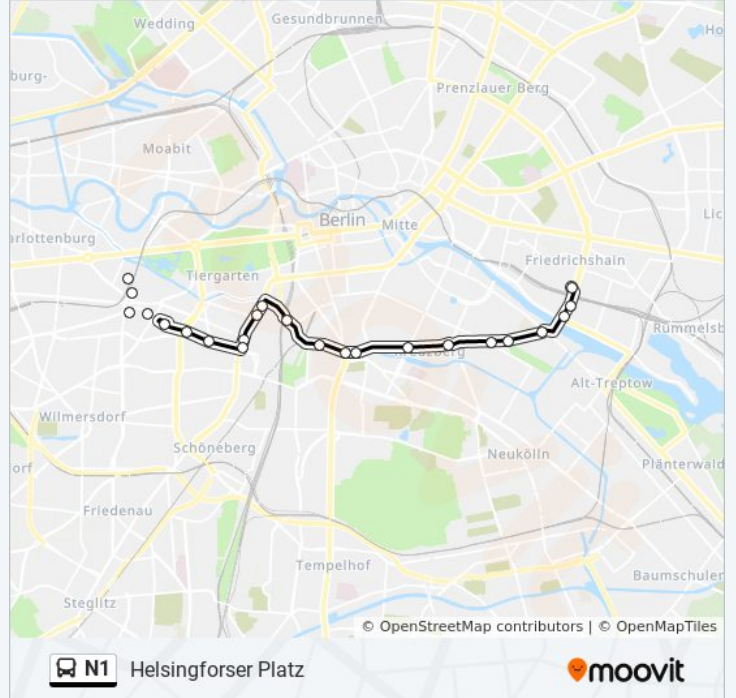 Wedding
Gesundbrunnen
Ho
burg-
Prenzlauer Berg
Moabit
Berlin
Mitte
Lic
arlottenburg
Friedrichshain
Tiergarten
Rummelsb
Kreuzberg
Alt-Treptow
Wilmersdorf
Schöneberg
Neukölln
orf
Plänterwald
Friedenau
Tempelhof
Baumschuler
Steglitz
© OpenStreetMap contributors | © OpenMapTiles
N1 Helsingforser Platz
moovit